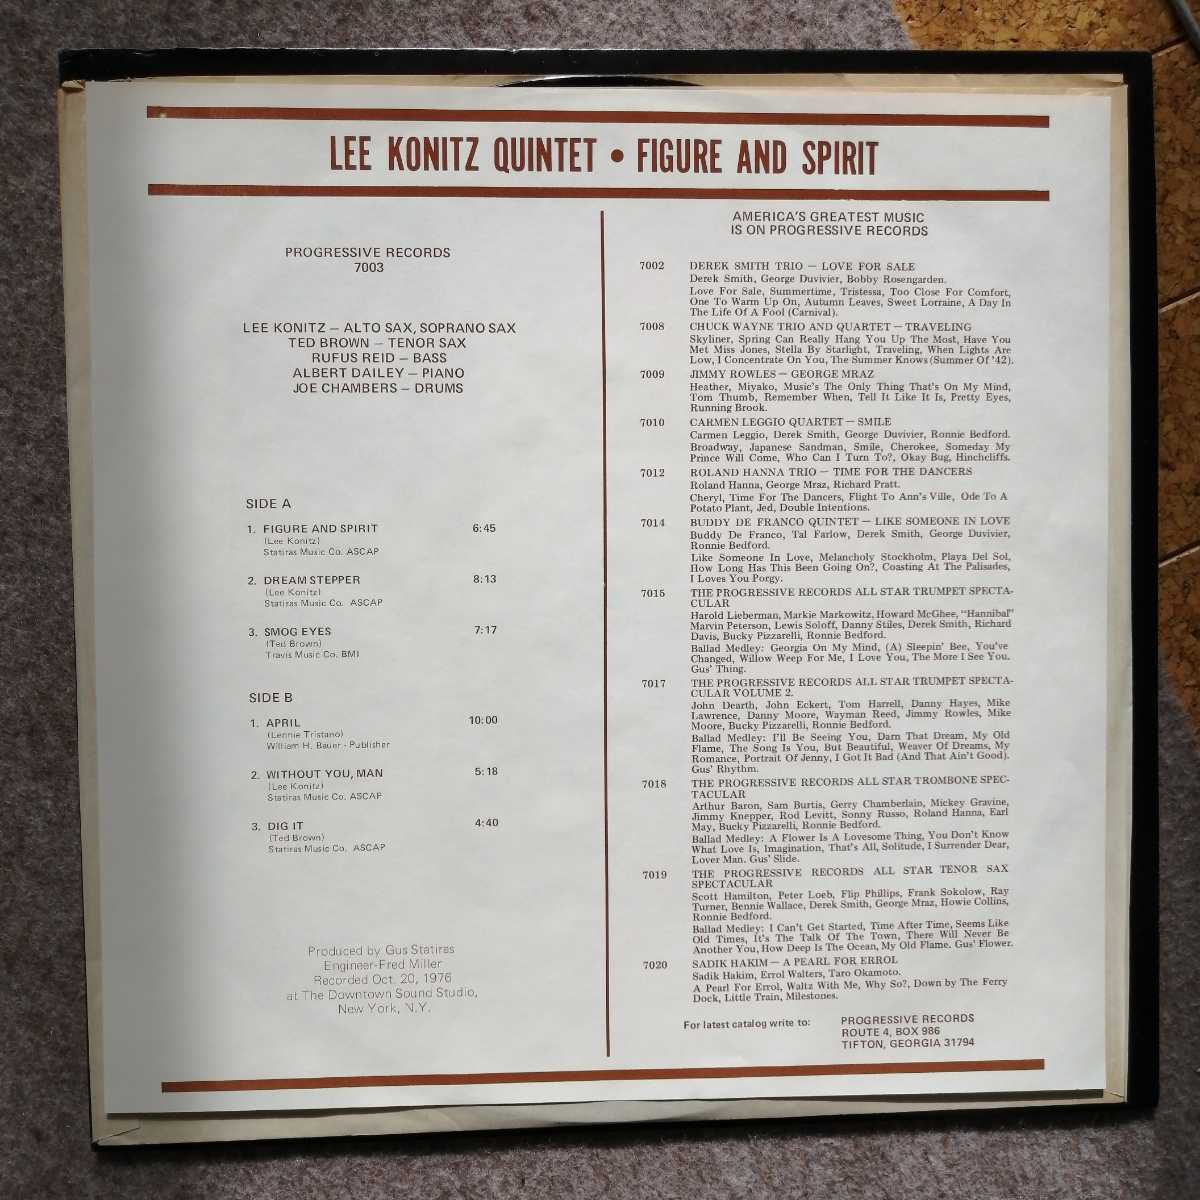 LEE KONITZ QUINTET • FIGURE AND SPIRIT
PROGRESSIVE RECORDS
7003
LEE KONITZ – ALTO SAX, SOPRANO SAX
TED BROWN – TENOR SAX
RUFUS REID – BASS
ALBERT DAILEY – PIANO
JOE CHAMBERS – DRUMS
SIDE A
1. FIGURE AND SPIRIT 6:45
(Lee Konitz)
Statiras Music Co. ASCAP
2. DREAM STEPPER 8:13
(Lee Konitz)
Statiras Music Co. ASCAP
3. SMOG EYES 7:17
(Ted Brown)
Travis Music Co. BMI
SIDE B
1. APRIL 10:00
(Lennie Tristano)
William H. Bauer - Publisher
2. WITHOUT YOU, MAN 5:18
(Lee Konitz)
Statiras Music Co. ASCAP
3. DIG IT 4:40
(Ted Brown)
Statiras Music Co. ASCAP
Produced by Gus Statiras
Engineer-Fred Miller
Recorded Oct. 20, 1976
at The Downtown Sound Studio,
New York, N.Y.
AMERICA'S GREATEST MUSIC
IS ON PROGRESSIVE RECORDS
7002 DEREK SMITH TRIO – LOVE FOR SALE
Derek Smith, George Duvivier, Bobby Rosengarden.
Love For Sale, Summertime, Tristessa, Too Close For Comfort,
One To Warm Up On, Autumn Leaves, Sweet Lorraine, A Day In
The Life Of A Fool (Carnival).
7008 CHUCK WAYNE TRIO AND QUARTET – TRAVELING
Skyliner, Spring Can Really Hang You Up The Most, Have You
Met Miss Jones, Stella By Starlight, Traveling, When Lights Are
Low, I Concentrate On You, The Summer Knows (Summer Of '42).
7009 JIMMY ROWLES – GEORGE MRAZ
Heather, Miyako, Music's The Only Thing That's On My Mind,
Tom Thumb, Remember When, Tell It Like It Is, Pretty Eyes,
Running Brook.
7010 CARMEN LEGGIO QUARTET – SMILE
Carmen Leggio, Derek Smith, George Duvivier, Ronnie Bedford.
Broadway, Japanese Sandman, Smile, Cherokee, Someday My
Prince Will Come, Who Can I Turn To?, Okay Bug, Hinchcliffs.
7012 ROLAND HANNA TRIO – TIME FOR THE DANCERS
Roland Hanna, George Mraz, Richard Pratt.
Cheryl, Time For The Dancers, Flight To Ann's Ville, Ode To A
Potato Plant, Jed, Double Intentions.
7014 BUDDY DE FRANCO QUINTET – LIKE SOMEONE IN LOVE
Buddy De Franco, Tal Farlow, Derek Smith, George Duvivier,
Ronnie Bedford.
Like Someone In Love, Melancholy Stockholm, Playa Del Sol,
How Long Has This Been Going On?, Coasting At The Palisades,
I Loves You Porgy.
7015 THE PROGRESSIVE RECORDS ALL STAR TRUMPET SPECTA-
CULAR
Harold Lieberman, Markie Markowitz, Howard McGhee, "Hannibal"
Marvin Peterson, Lewis Soloff, Danny Stiles, Derek Smith, Richard
Davis, Bucky Pizzarelli, Ronnie Bedford.
Ballad Medley: Georgia On My Mind, (A) Sleepin' Bee, You've
Changed, Willow Weep For Me, I Love You, The More I See You.
Gus' Thing.
7017 THE PROGRESSIVE RECORDS ALL STAR TRUMPET SPECTA-
CULAR VOLUME 2.
John Dearth, John Eckert, Tom Harrell, Danny Hayes, Mike
Lawrence, Danny Moore, Wayman Reed, Jimmy Rowles, Mike
Moore, Bucky Pizzarelli, Ronnie Bedford.
Ballad Medley: I'll Be Seeing You, Darn That Dream, My Old
Flame, The Song Is You, But Beautiful, Weaver Of Dreams, My
Romance, Portrait Of Jenny, I Got It Bad (And That Ain't Good).
Gus' Rhythm.
7018 THE PROGRESSIVE RECORDS ALL STAR TROMBONE SPEC-
TACULAR
Arthur Baron, Sam Burtis, Gerry Chamberlain, Mickey Gravine,
Jimmy Knepper, Rod Levitt, Sonny Russo, Roland Hanna, Earl
May, Bucky Pizzarelli, Ronnie Bedford.
Ballad Medley: A Flower Is A Lovesome Thing, You Don't Know
What Love Is, Imagination, That's All, Solitude, I Surrender Dear,
Lover Man. Gus' Slide.
7019 THE PROGRESSIVE RECORDS ALL STAR TENOR SAX
SPECTACULAR
Scott Hamilton, Peter Loeb, Flip Phillips, Frank Sokolow, Ray
Turner, Bennie Wallace, Derek Smith, George Mraz, Howie Collins,
Ronnie Bedford.
Ballad Medley: I Can't Get Started, Time After Time, Seems Like
Old Times, It's The Talk Of The Town, There Will Never Be
Another You, How Deep Is The Ocean, My Old Flame. Gus' Flower.
7020 SADIK HAKIM – A PEARL FOR ERROL
Sadik Hakim, Errol Walters, Taro Okamoto.
A Pearl For Errol, Waltz With Me, Why So?, Down by The Ferry
Dock, Little Train, Milestones.
For latest catalog write to: PROGRESSIVE RECORDS
ROUTE 4, BOX 986
TIFTON, GEORGIA 31794